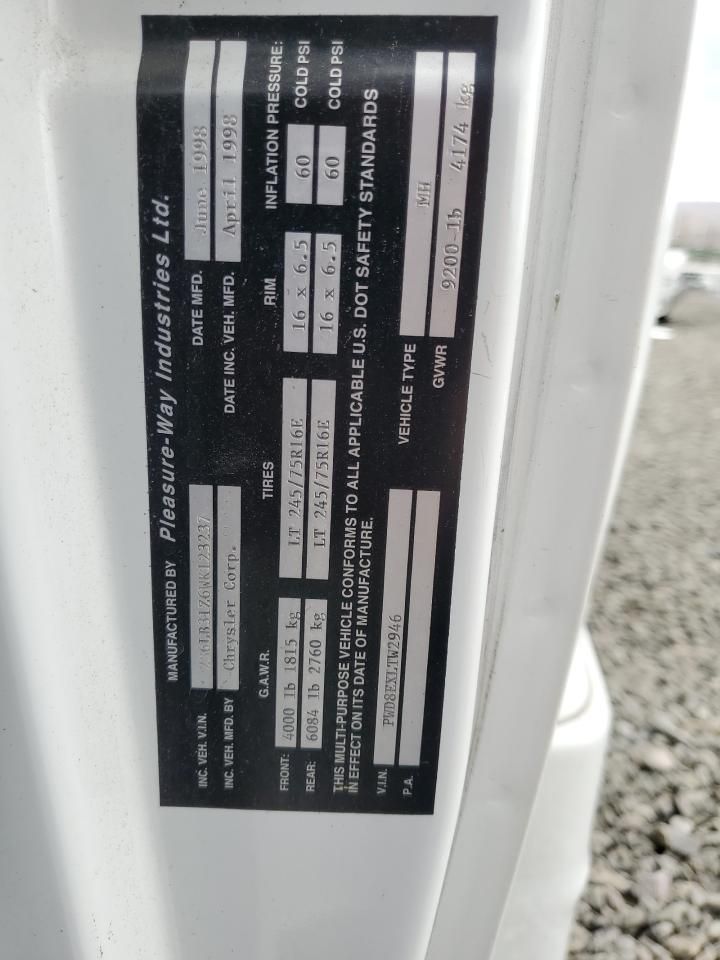 MANUFACTURED BY Pleasure-Way Industries Ltd.
INC. VEH. V.I.N. DATE MFD. June 1998
INC. VEH. MFD. BY Chrysler Corp. DATE INC. VEH. MFD. April 1998
G.A.W.R. TIRES RIM INFLATION PRESSURE:
FRONT: 4000 lb 1815 kg LT 245/75R16E 16 x 6.5 60 COLD PSI
REAR: 6084 lb 2760 kg LT 245/75R16E 16 x 6.5 60 COLD PSI
THIS MULTI-PURPOSE VEHICLE CONFORMS TO ALL APPLICABLE U.S. DOT SAFETY STANDARDS
IN EFFECT ON ITS DATE OF MANUFACTURE.
V.I.N. PWD8EXLTW2946 VEHICLE TYPE MH
P.A. GVWR 9200 lb 4174 kg